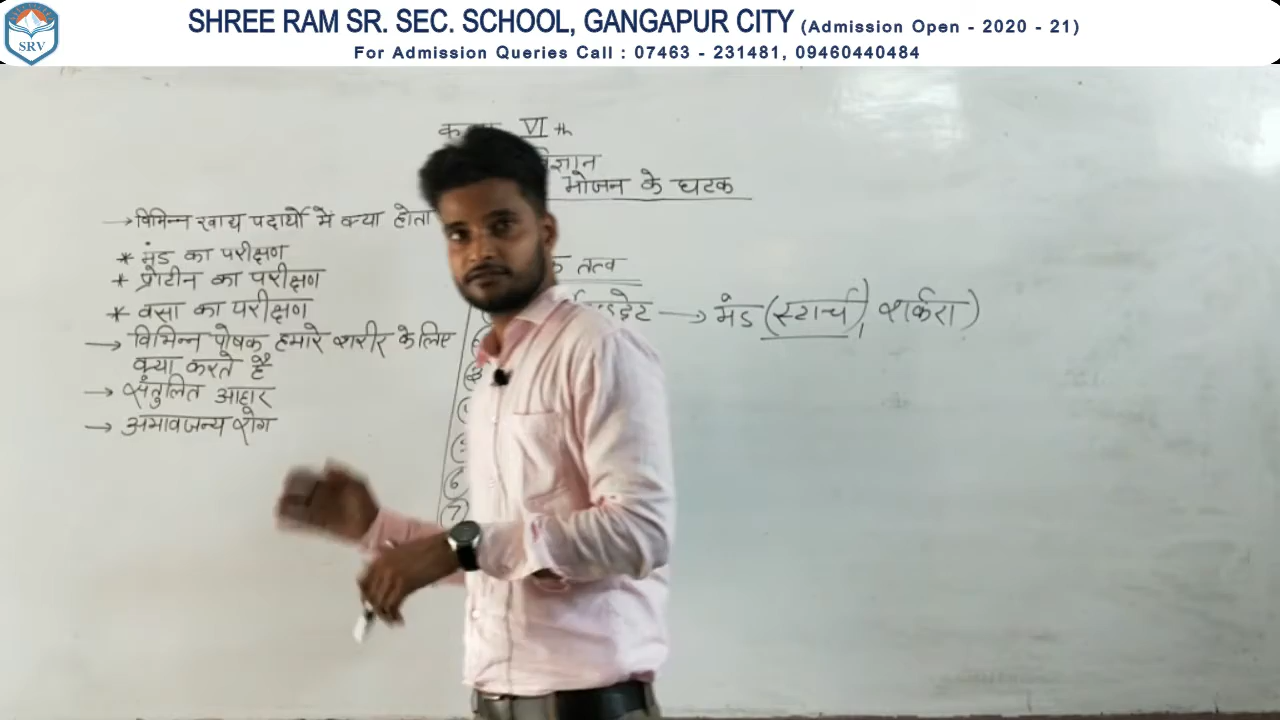 SHREE RAM SR. SEC. SCHOOL, GANGAPUR CITY (Admission Open - 2020 - 21)
For Admission Queries Call : 07463 - 231481, 09460440484
SRV
VI th
भोजन के घटक
→ विभिन्न खाद्य पदार्थो में क्या होता
* मंड का परीक्षण
* प्रोटीन का परीक्षण
* वसा का परीक्षण
→ विभिन्न पोषक हमारे शरीर के लिए
क्या करते है
→ संतुलित आहार
→ अभावजन्य रोग
तत्व
→ मंड (स्टार्च), शर्करा)
(7)